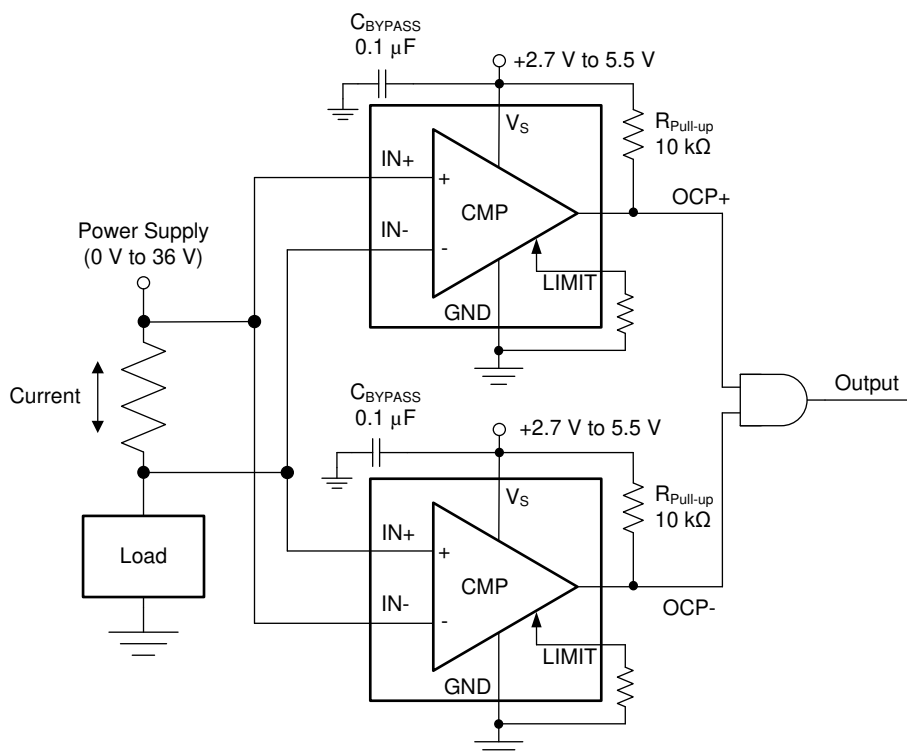 C_BYPASS
0.1 μF
+2.7 V to 5.5 V
V_S
R_Pull-up
10 kΩ
IN+
+
CMP
OCP+
IN-
-
LIMIT
GND
Power Supply
(0 V to 36 V)
Current
Load
C_BYPASS
0.1 μF
+2.7 V to 5.5 V
V_S
R_Pull-up
10 kΩ
IN+
+
CMP
IN-
-
OCP-
LIMIT
GND
Output